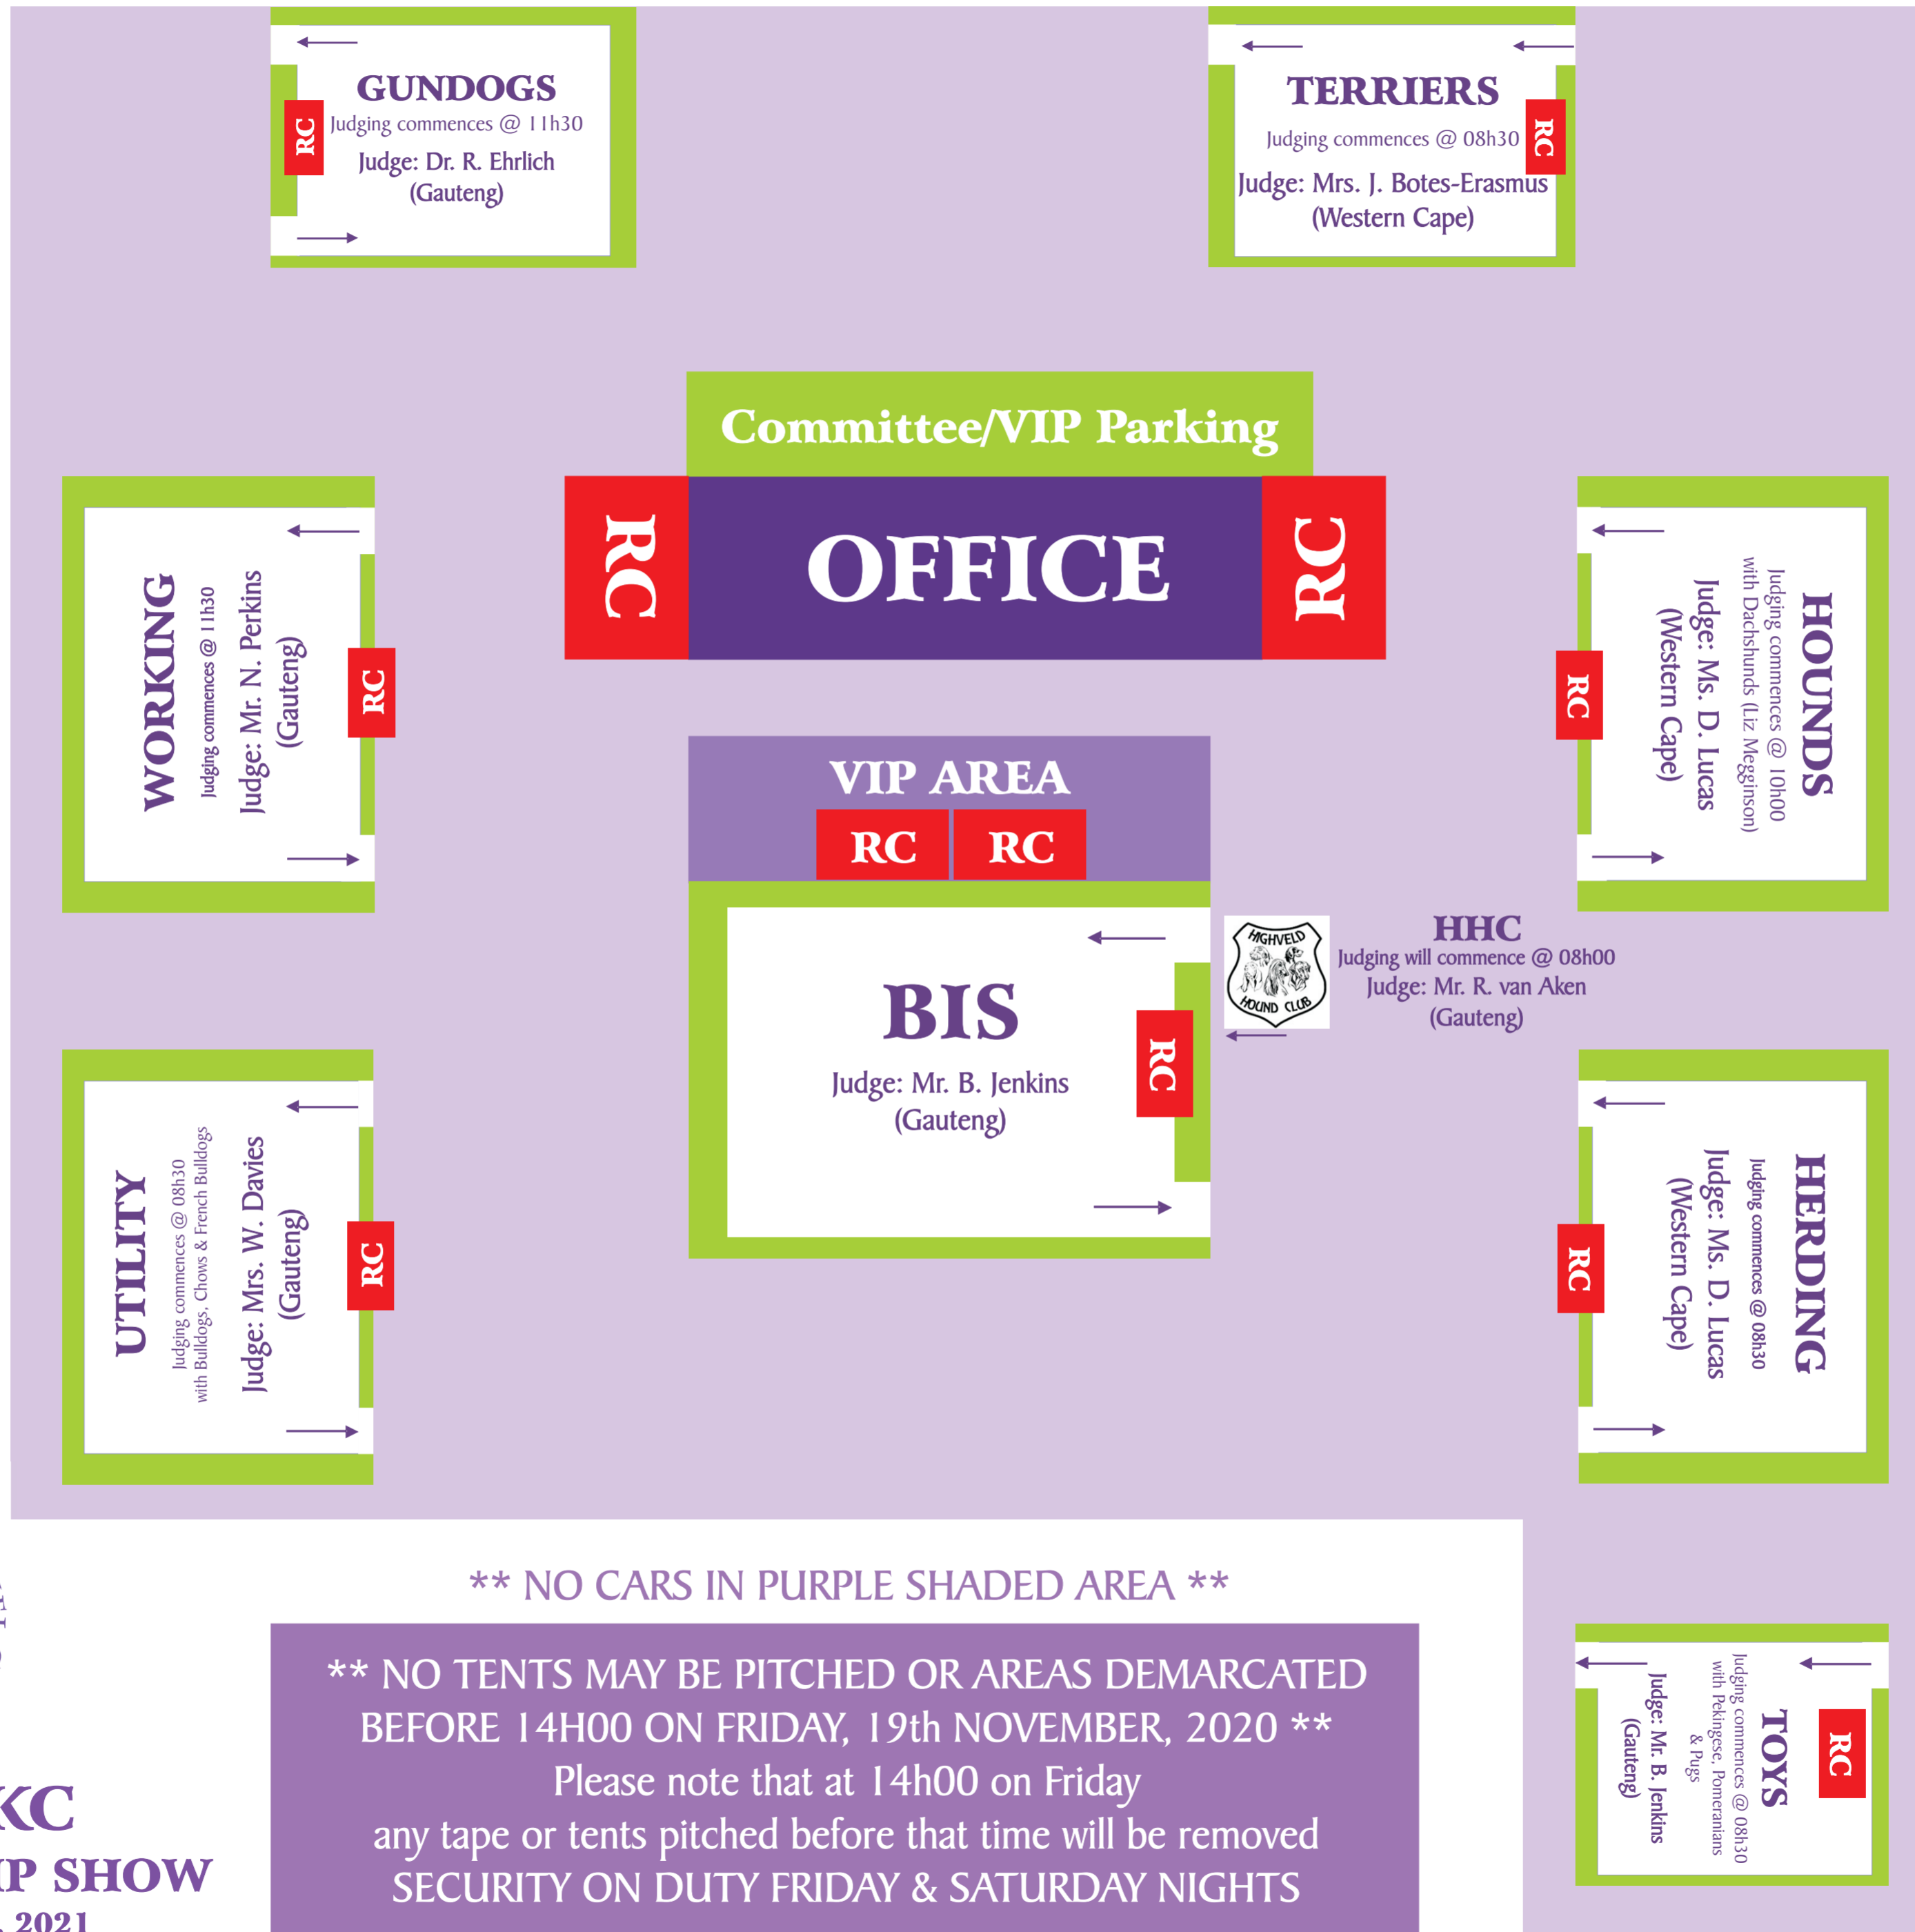 GUNDOGS
Judging commences @ 11h30
Judge: Dr. R. Ehrlich
(Gauteng)
RC
TERRIERS
Judging commences @ 08h30
Judge: Mrs. J. Botes-Erasmus
(Western Cape)
RC
Committee/VIP Parking
RC
OFFICE
RC
WORKING
Judging commences @ 11h30
Judge: Mr. N. Perkins
(Gauteng)
RC
HOUNDS
Judging commences @ 10h00
with Dachshunds (Liz Megginson)
Judge: Ms. D. Lucas
(Western Cape)
RC
VIP AREA
RC RC
BIS
Judge: Mr. B. Jenkins
(Gauteng)
RC
HIGHVELD
HOUND CLUB
HHC
Judging will commence @ 08h00
Judge: Mr. R. van Aken
(Gauteng)
UTILITY
Judging commences @ 08h30
with Bulldogs, Chows & French Bulldogs
Judge: Mrs. W. Davies
(Gauteng)
RC
HERDING
Judging commences @ 08h30
Judge: Ms. D. Lucas
(Western Cape)
RC
** NO CARS IN PURPLE SHADED AREA **
** NO TENTS MAY BE PITCHED OR AREAS DEMARCATED
BEFORE 14H00 ON FRIDAY, 19th NOVEMBER, 2020 **
Please note that at 14h00 on Friday
any tape or tents pitched before that time will be removed
SECURITY ON DUTY FRIDAY & SATURDAY NIGHTS
RC
TOYS
Judging commences @ 08h30
with Pekingese, Pomeranians
& Pugs
Judge: Mr. B. Jenkins
(Gauteng)
KC
IP SHOW
, 2021